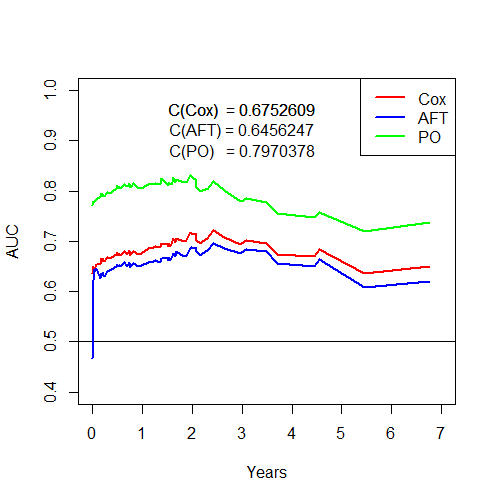 C(Cox) = 0.6752609
C(AFT) = 0.6456247
C(PO) = 0.7970378
Cox
AFT
PO
AUC
1.0
0.9
0.8
0.7
0.6
0.5
0.4
0 1 2 3 4 5 6 7
Years